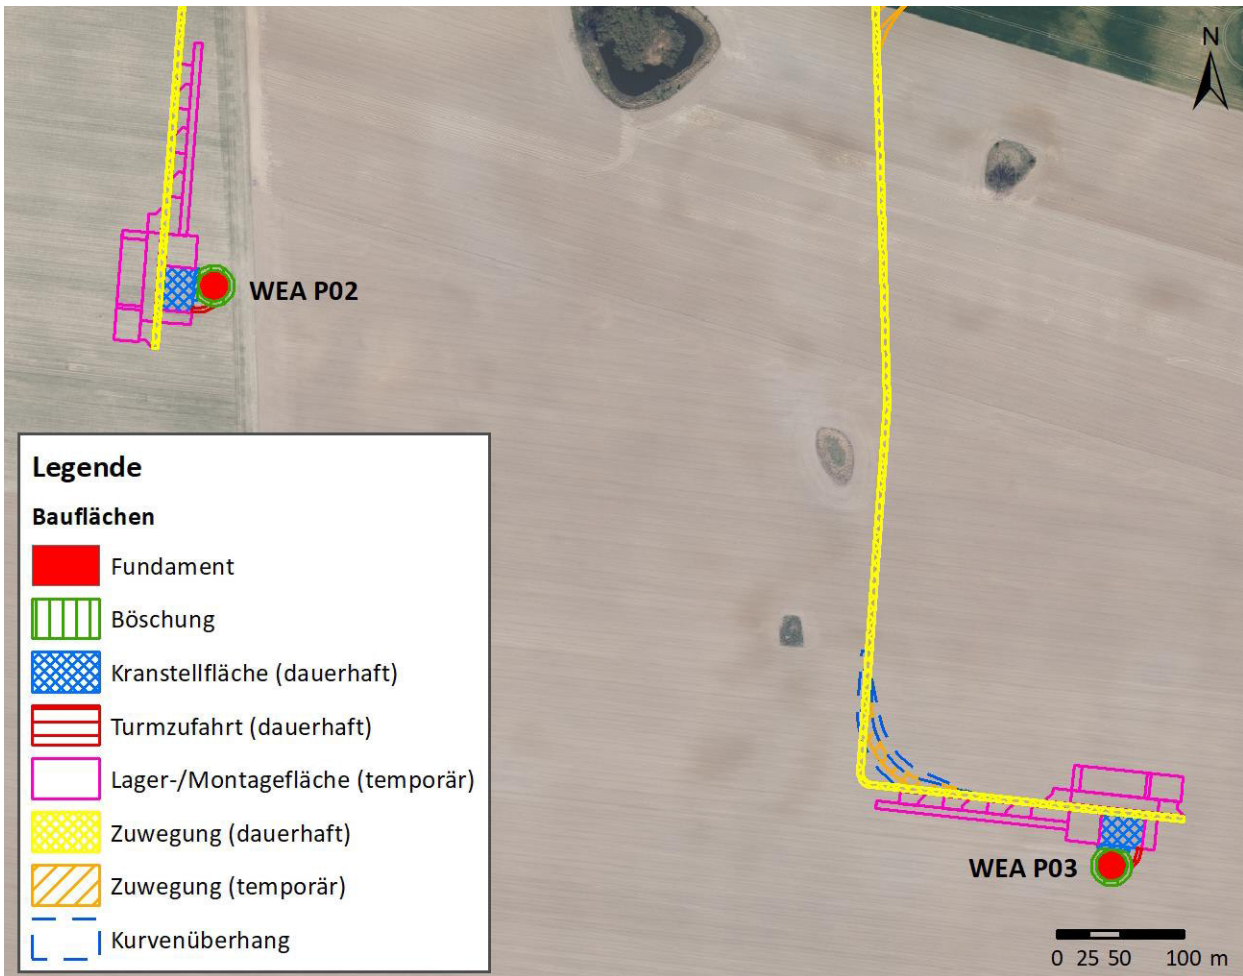 N
WEA P02
Legende
Bauflächen
Fundament
Böschung
Kranstellfläche (dauerhaft)
Turmzufahrt (dauerhaft)
Lager-/Montagefläche (temporär)
Zuwegung (dauerhaft)
Zuwegung (temporär)
Kurvenüberhang
WEA P03
0 25 50 100 m